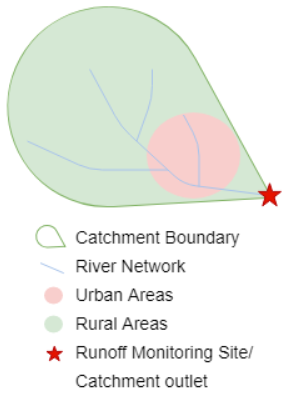 Catchment Boundary
River Network
Urban Areas
Rural Areas
Runoff Monitoring Site/
Catchment outlet